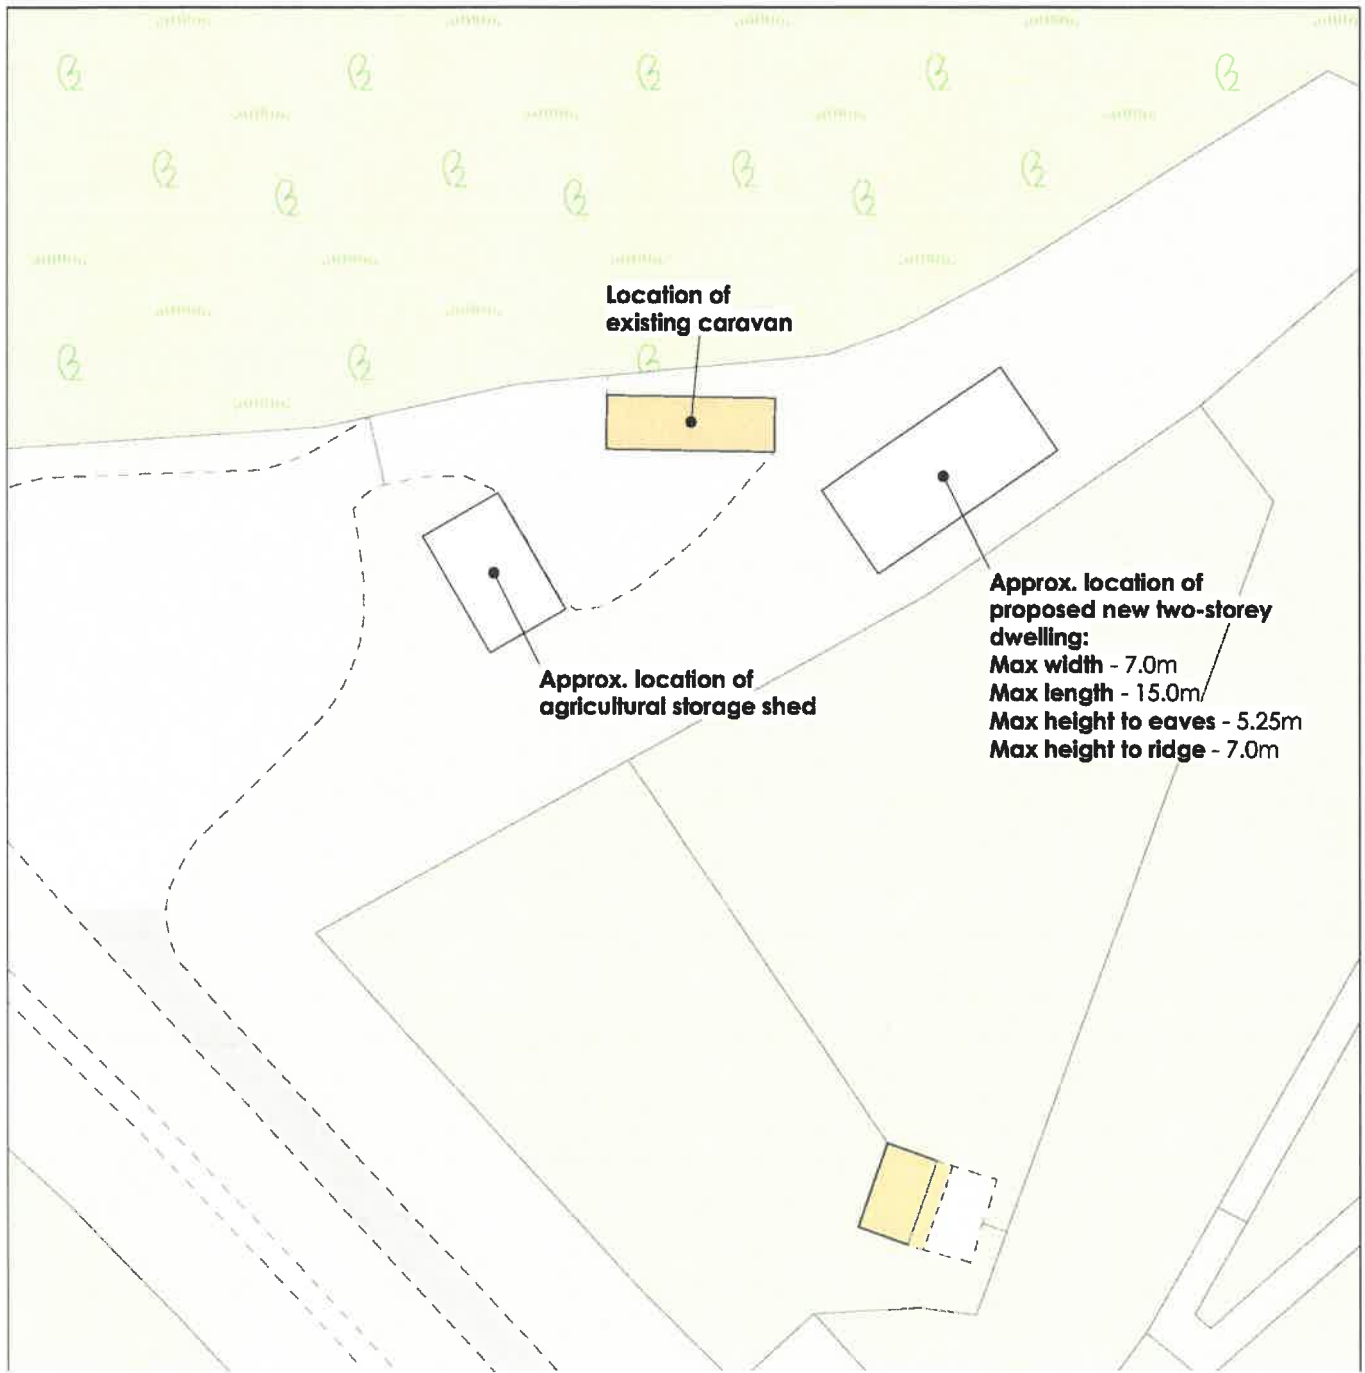 Location of
existing caravan
Approx. location of
proposed new two-storey
dwelling:
Max width - 7.0m
Max length - 15.0m
Max height to eaves - 5.25m
Max height to ridge - 7.0m
Approx. location of
agricultural storage shed